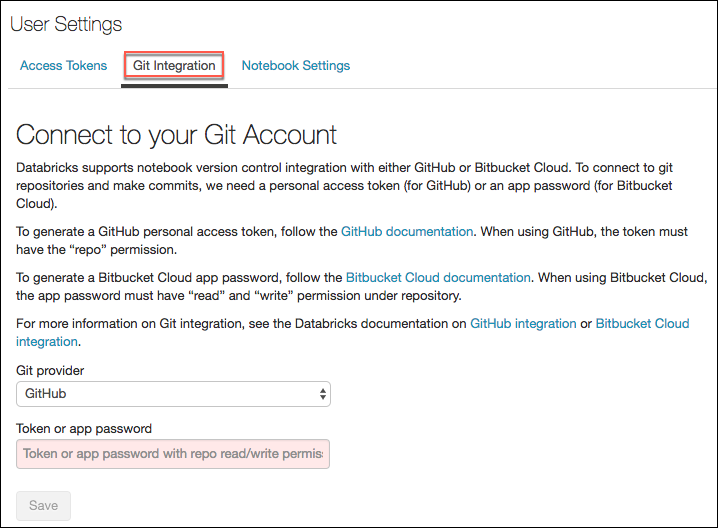 User Settings
Access Tokens Git Integration Notebook Settings
Connect to your Git Account
Databricks supports notebook version control integration with either GitHub or Bitbucket Cloud. To connect to git
repositories and make commits, we need a personal access token (for GitHub) or an app password (for Bitbucket
Cloud).
To generate a GitHub personal access token, follow the GitHub documentation. When using GitHub, the token must
have the “repo” permission.
To generate a Bitbucket Cloud app password, follow the Bitbucket Cloud documentation. When using Bitbucket Cloud,
the app password must have “read” and “write” permission under repository.
For more information on Git integration, see the Databricks documentation on GitHub integration or Bitbucket Cloud
integration.
Git provider
GitHub
Token or app password
Token or app password with repo read/write permis
Save